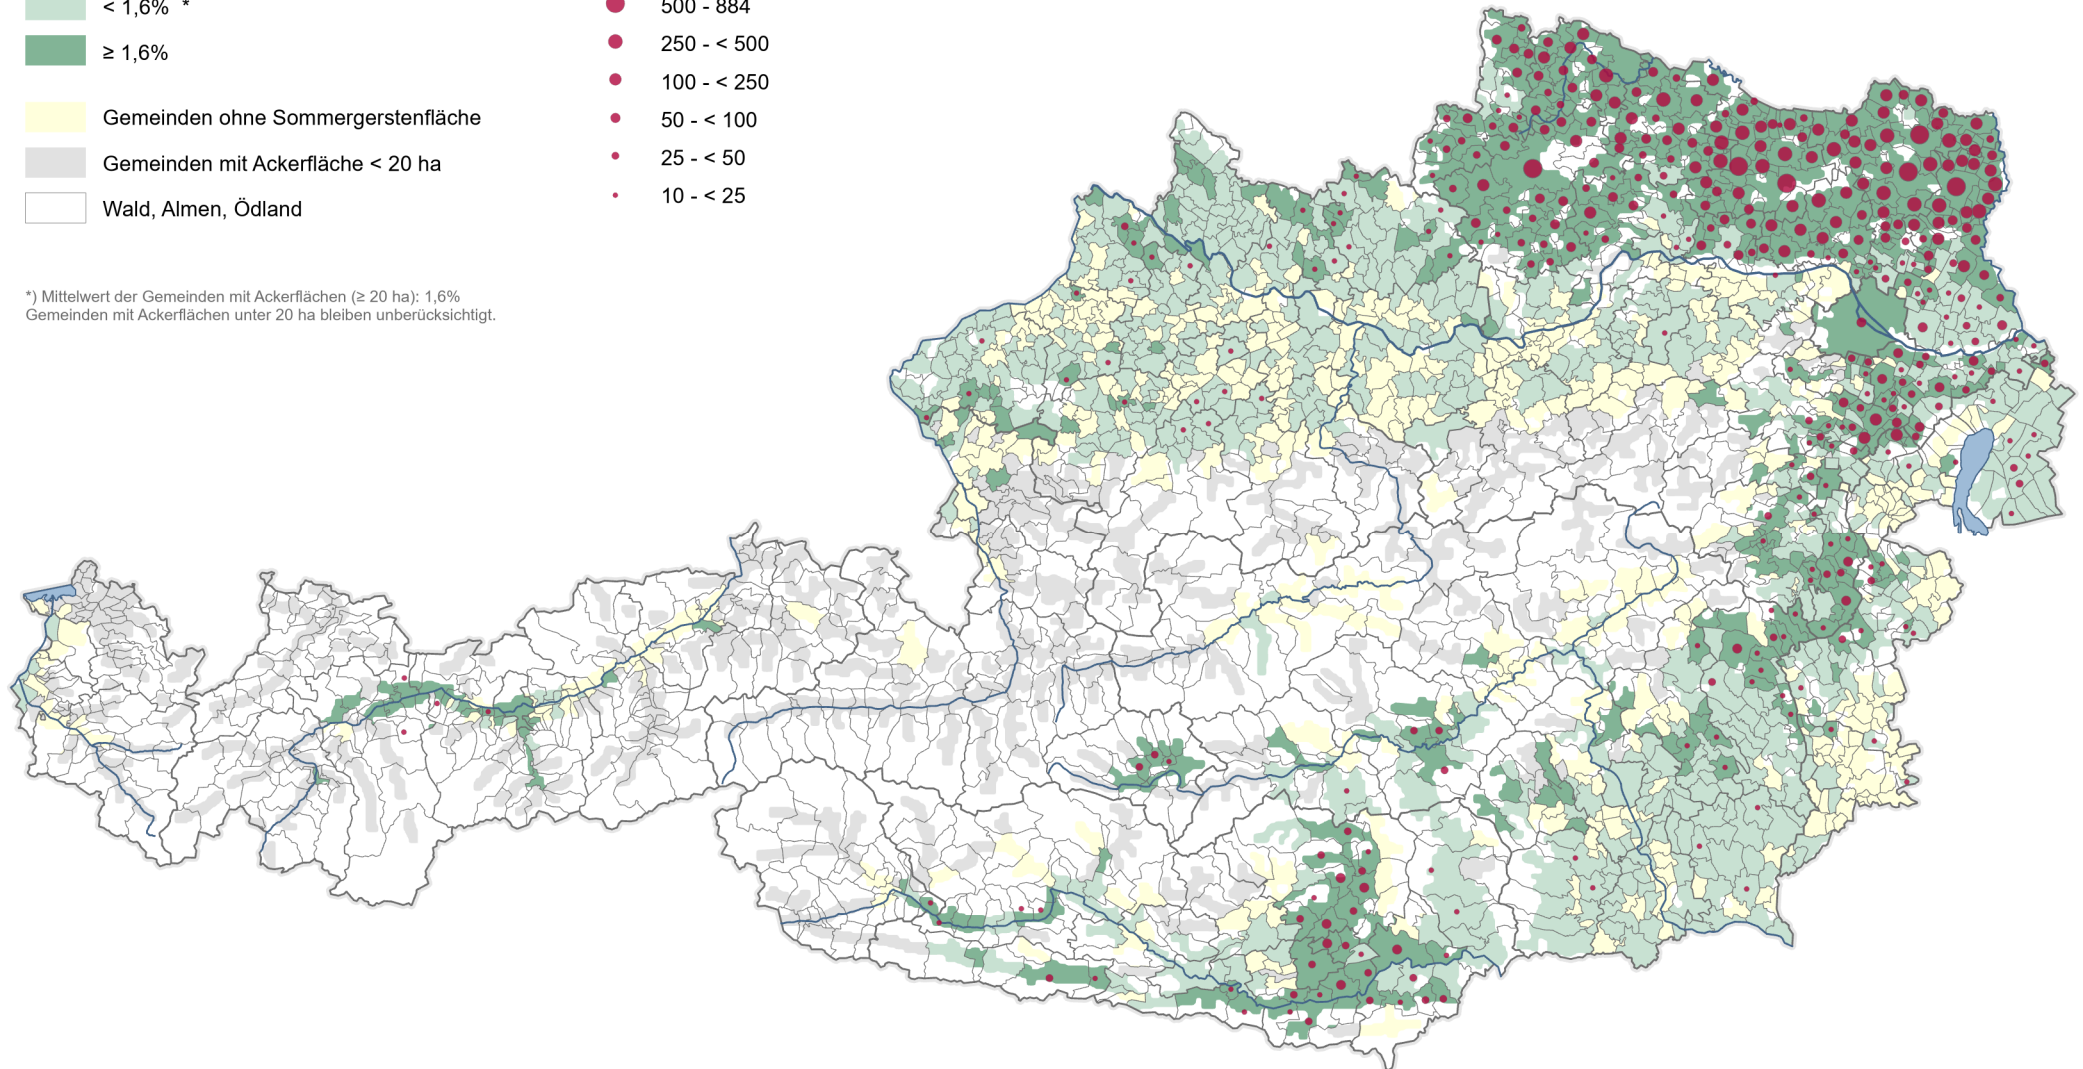 < 1,6% *
≥ 1,6%
Gemeinden ohne Sommergerstenfläche
Gemeinden mit Ackerfläche < 20 ha
Wald, Almen, Ödland
500 - 884
250 - < 500
100 - < 250
50 - < 100
25 - < 50
10 - < 25
*) Mittelwert der Gemeinden mit Ackerflächen (≥ 20 ha): 1,6%
Gemeinden mit Ackerflächen unter 20 ha bleiben unberücksichtigt.